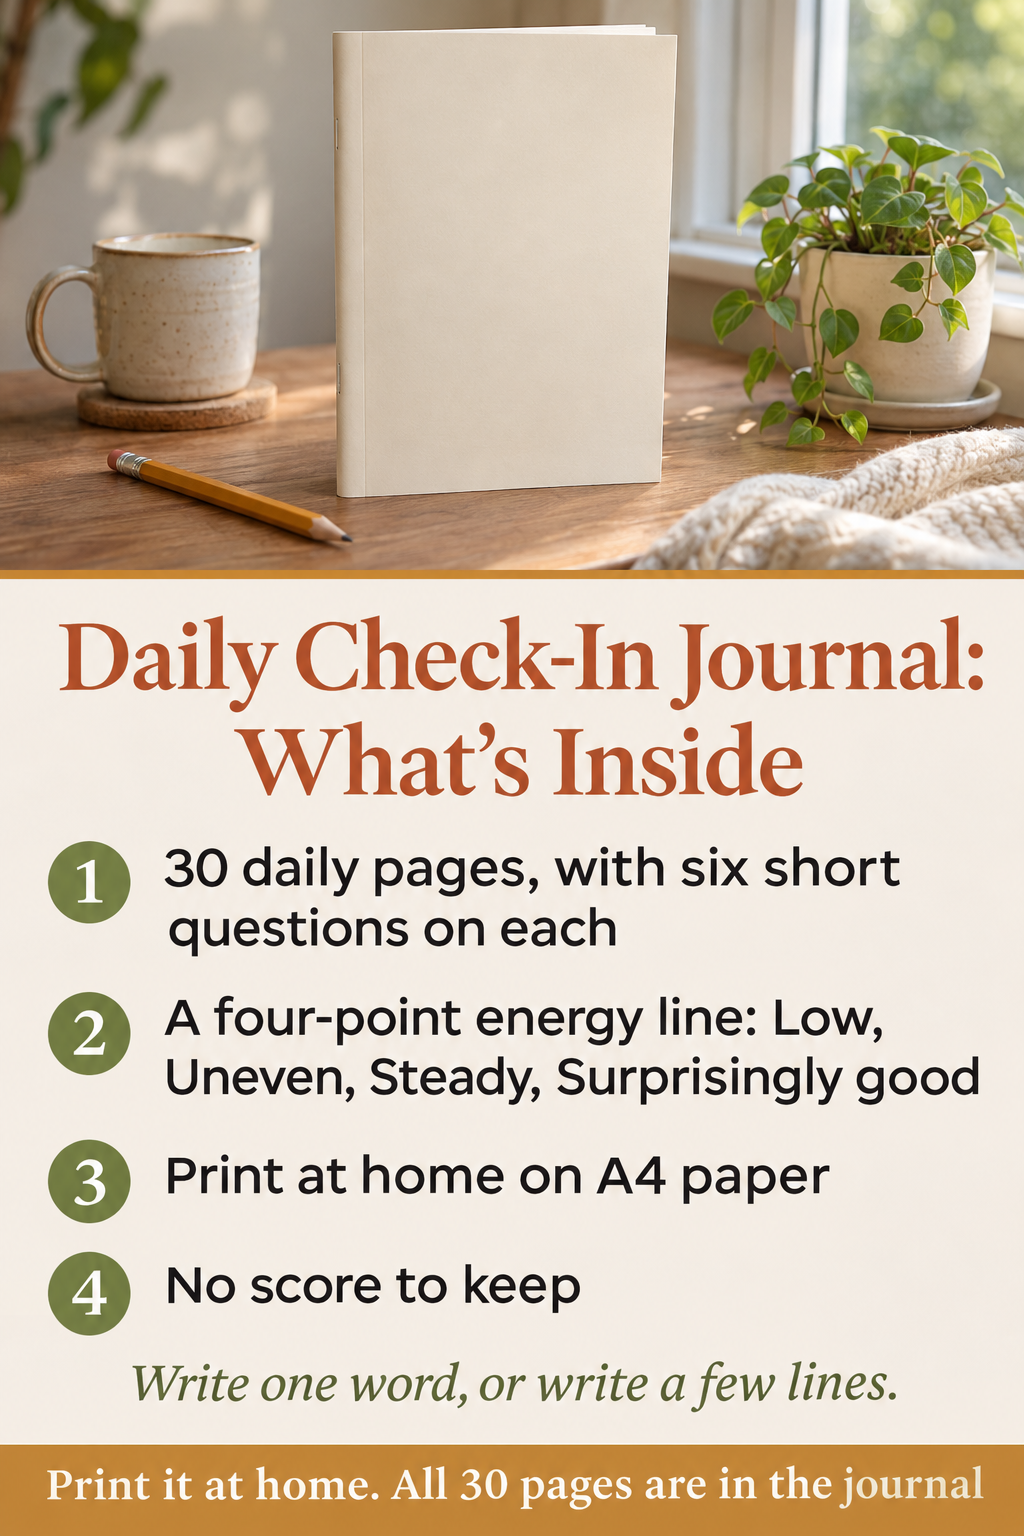 Daily Check-In Journal:
What’s Inside
1
30 daily pages, with six short
questions on each
2
A four-point energy line: Low,
Uneven, Steady, Surprisingly good
3
Print at home on A4 paper
4
No score to keep
Write one word, or write a few lines.
Print it at home. All 30 pages are in the journal